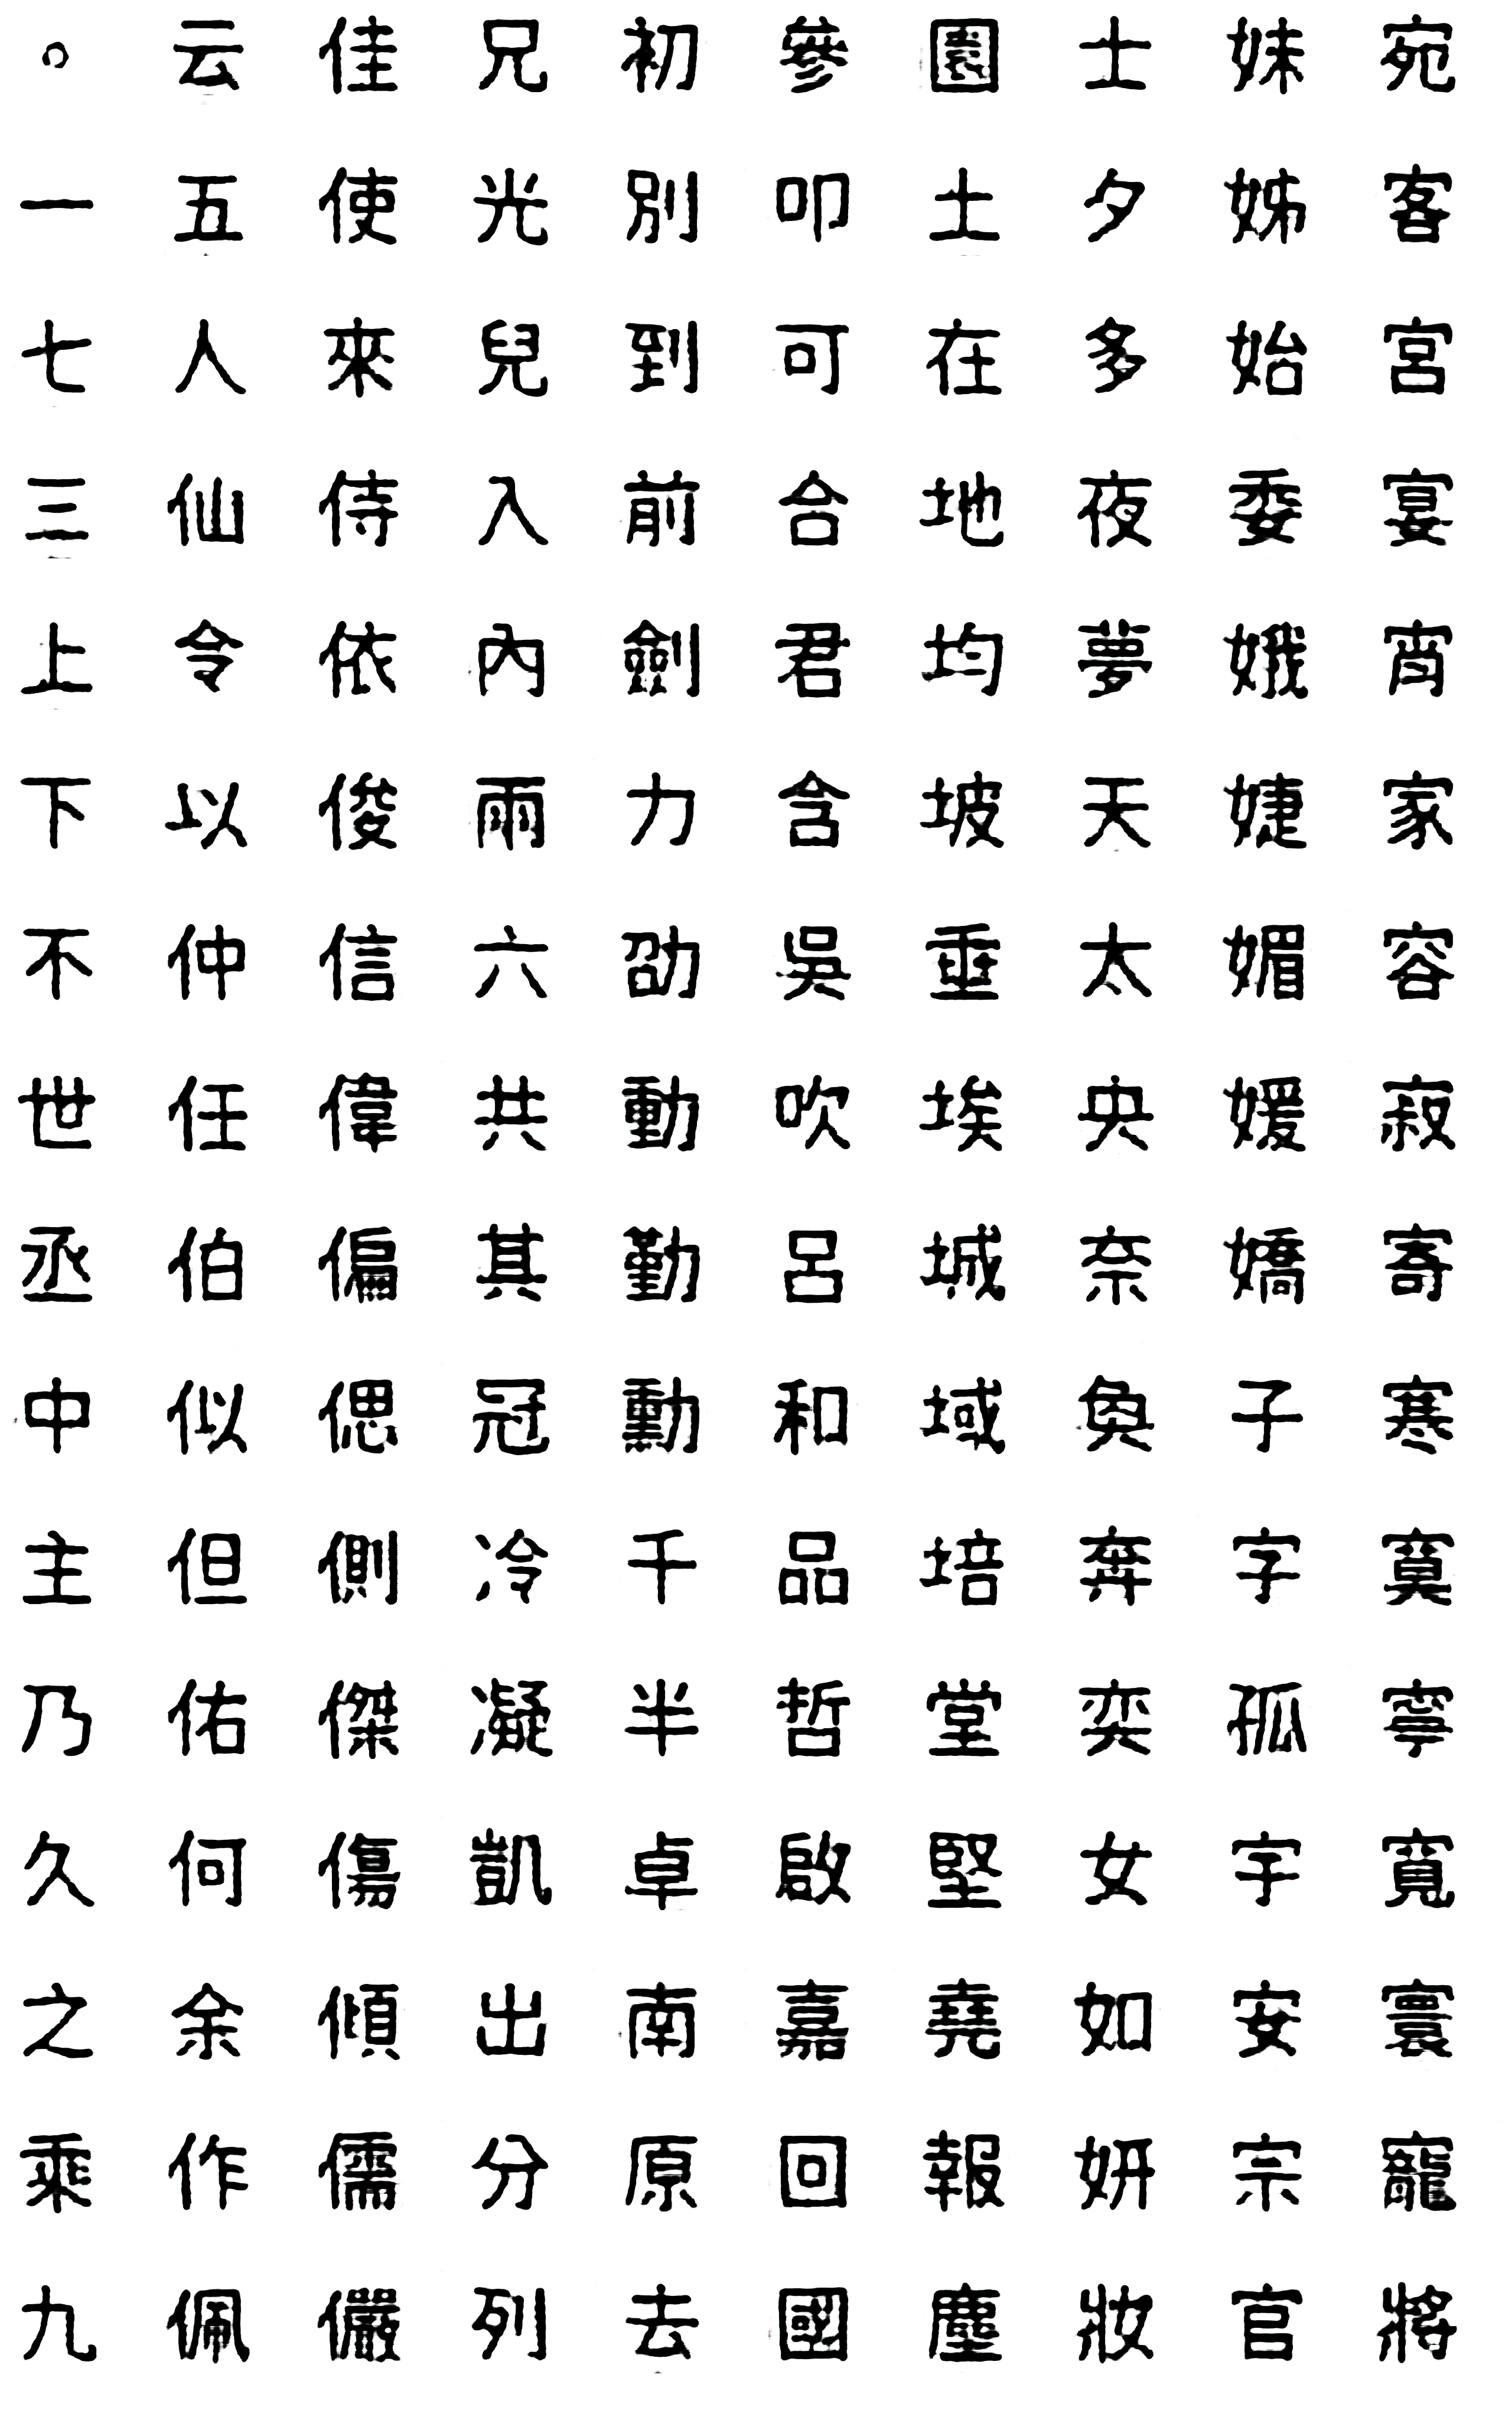 。一七三上下不世丞中主乃久之乘九
云五人仙令以仲任伯似但佑何余作佩
佳使來侍依俊信偉偏偲側傑傷傾儒儼
兄光兒入內兩六共其冠冷凝凱出分列
初別到前劍力劭動勤勳千半卓南原去
參叩可合君含吳吹呂和品哲啟嘉回國
園土在地均坡垂埃城域培堂堅堯報塵
士夕多夜夢天太央奈奐奔奕女如妍妝
妹姊始委娥婕媚媛嬌子字孤宇安宗官
宛客宮宴宵家容寂寄寒寞寧寬寰寵將